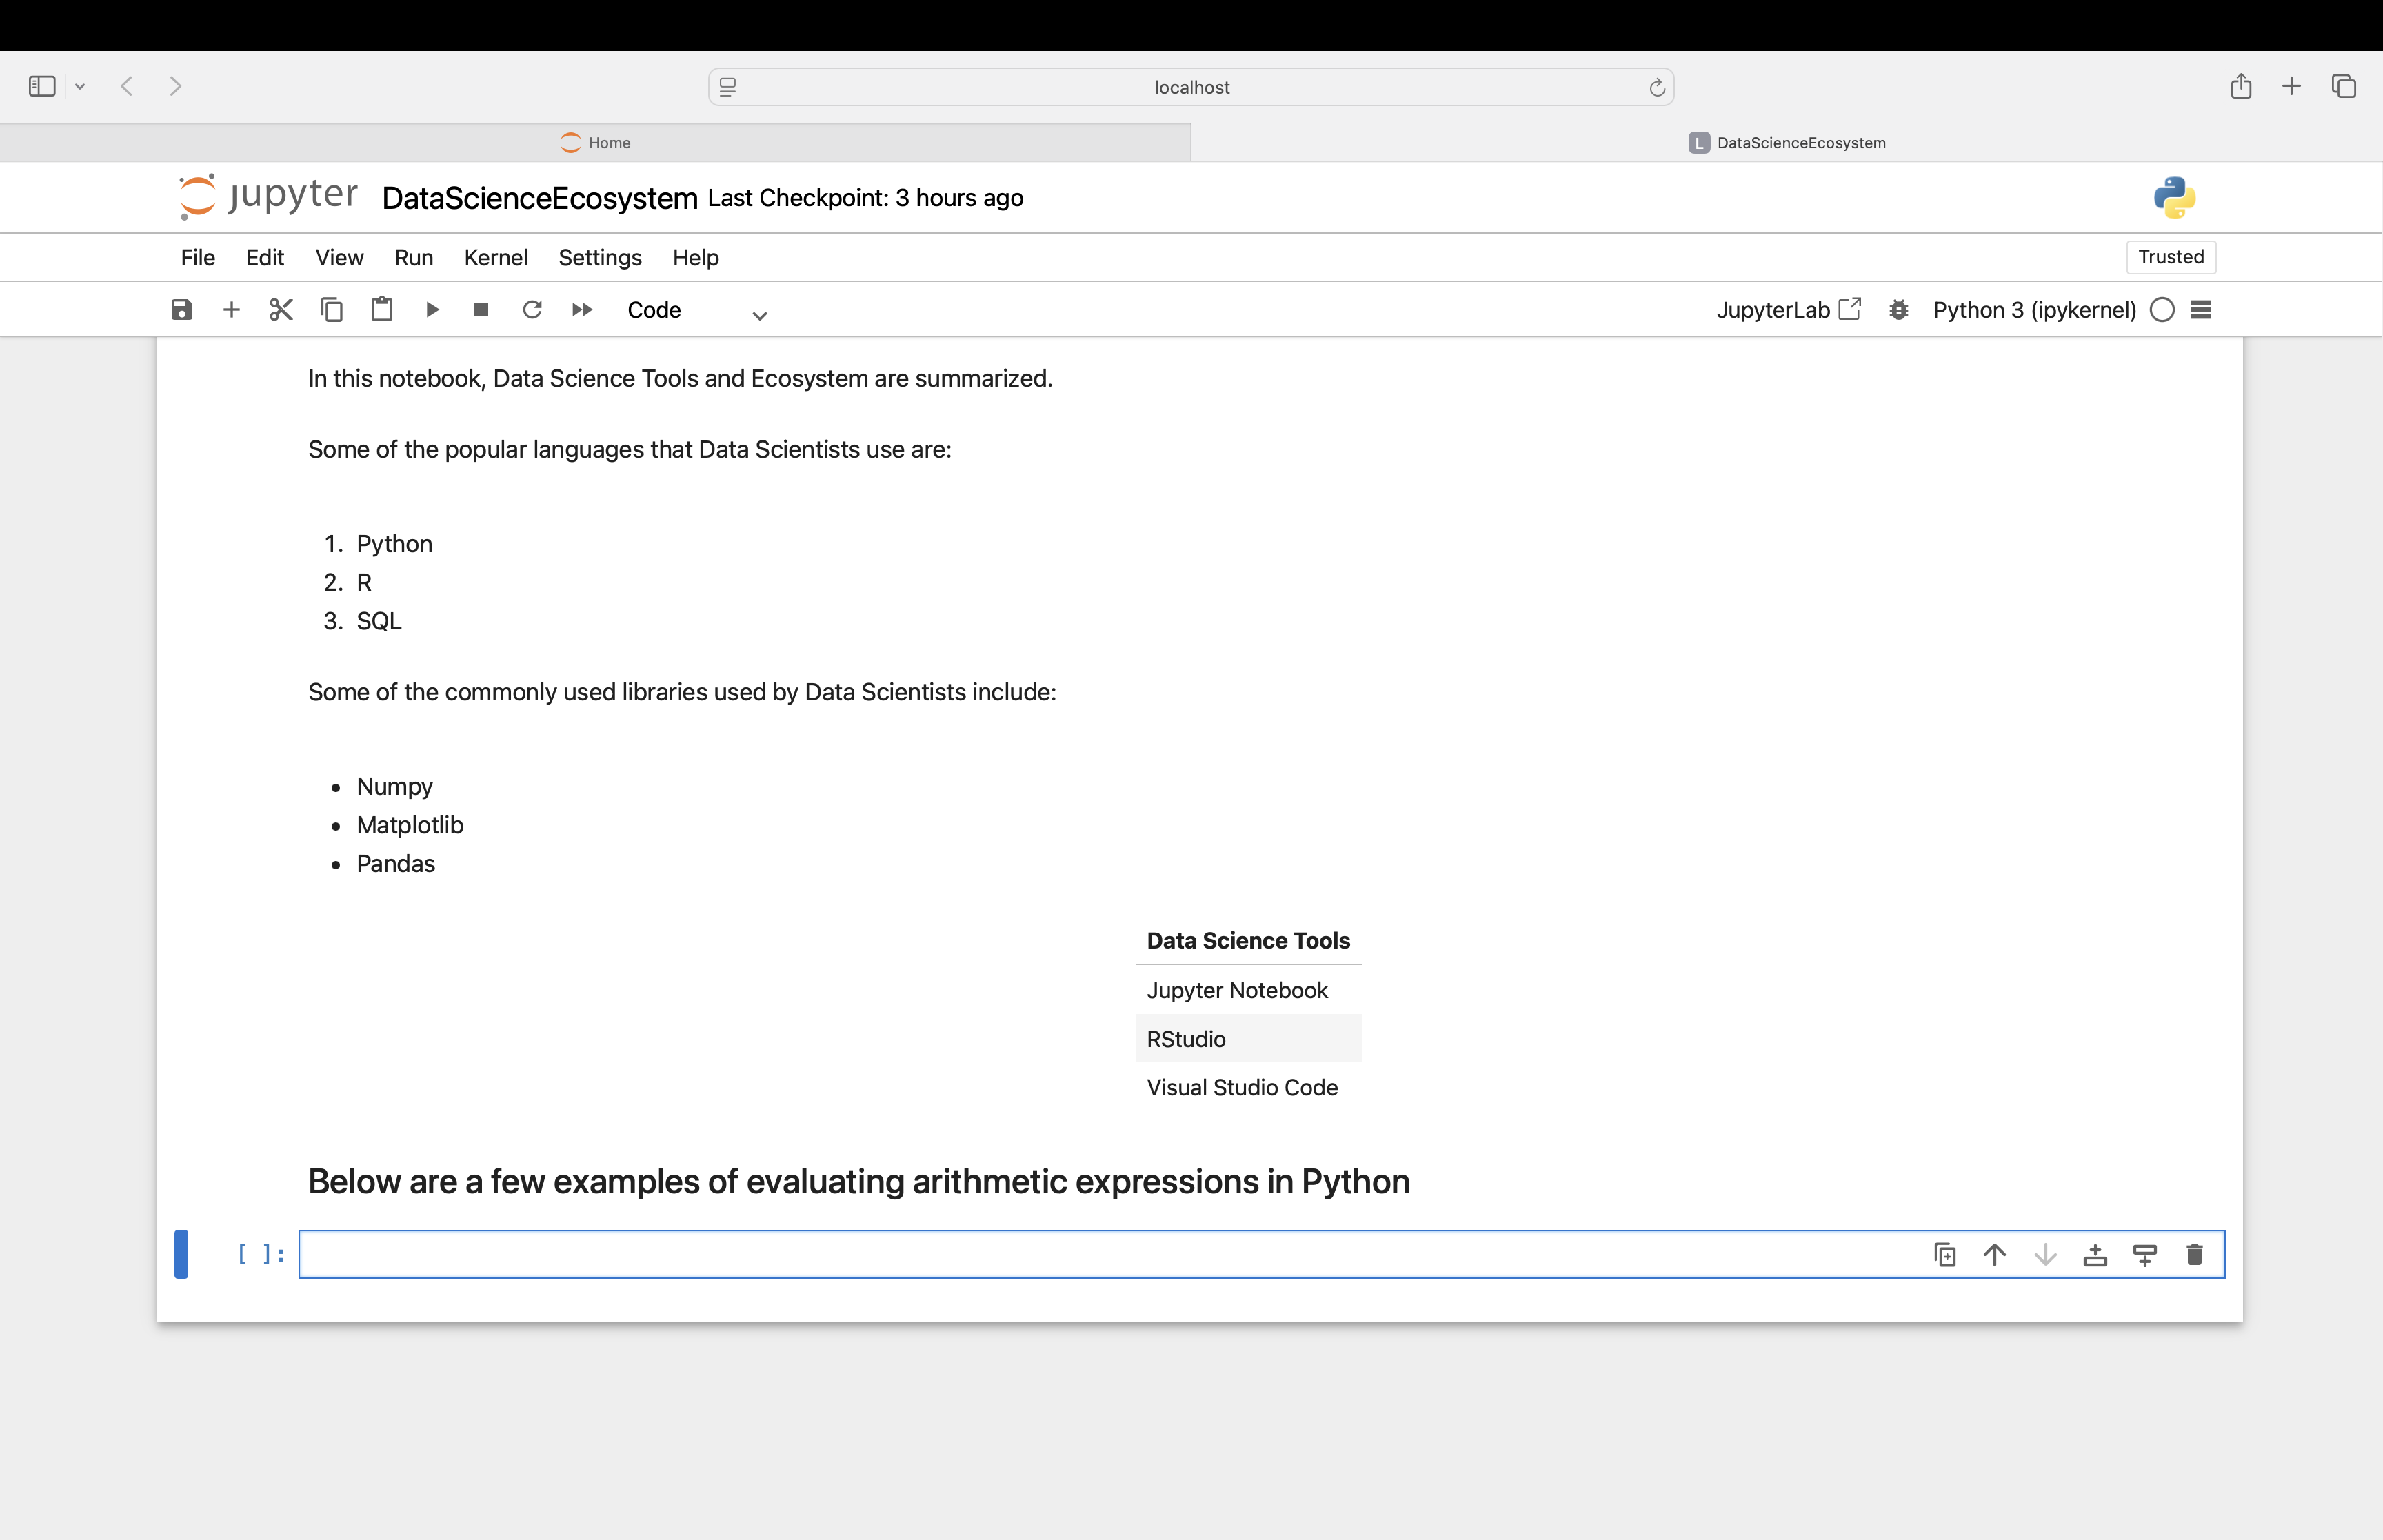 localhost
Home
L DataScienceEcosystem
jupyter DataScienceEcosystem Last Checkpoint: 3 hours ago
File Edit View Run Kernel Settings Help Trusted
Code JupyterLab Python 3 (ipykernel)
In this notebook, Data Science Tools and Ecosystem are summarized.
Some of the popular languages that Data Scientists use are:
1. Python
2. R
3. SQL
Some of the commonly used libraries used by Data Scientists include:
• Numpy
• Matplotlib
• Pandas
Data Science Tools
Jupyter Notebook
RStudio
Visual Studio Code
Below are a few examples of evaluating arithmetic expressions in Python
[ ]: